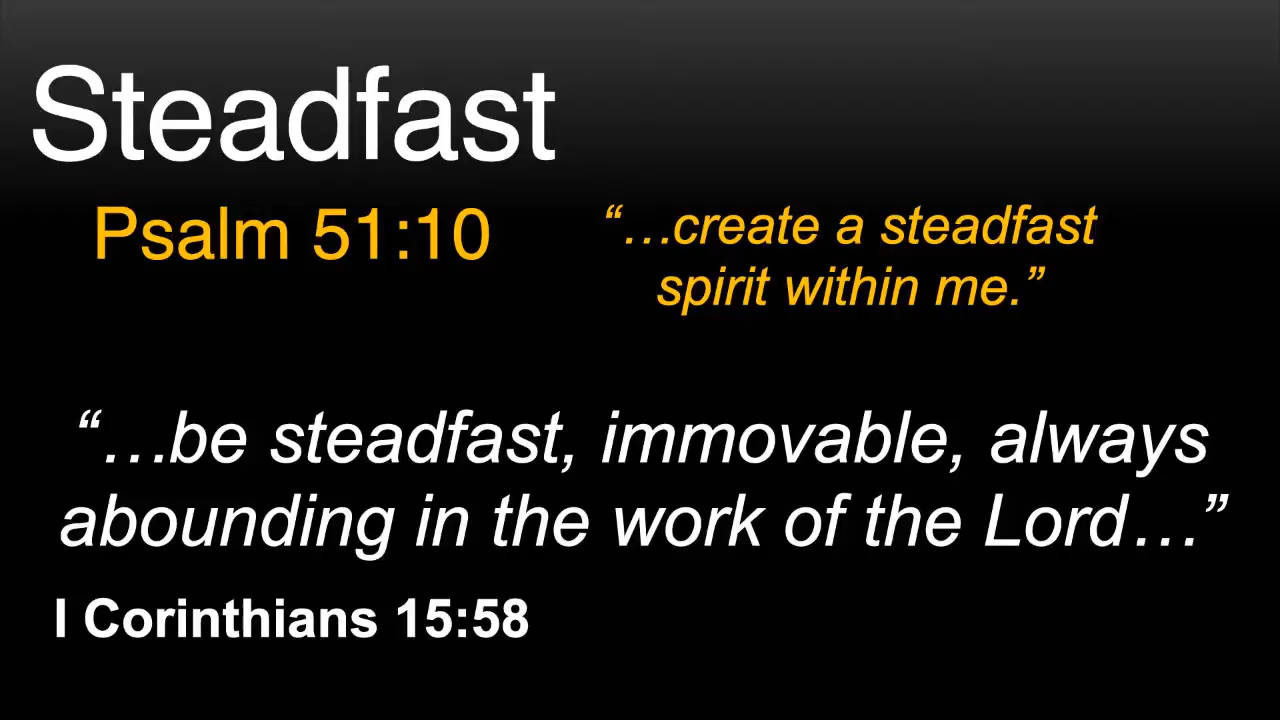 Steadfast
Psalm 51:10
“…create a steadfast
spirit within me.”
“…be steadfast, immovable, always
abounding in the work of the Lord…”
I Corinthians 15:58